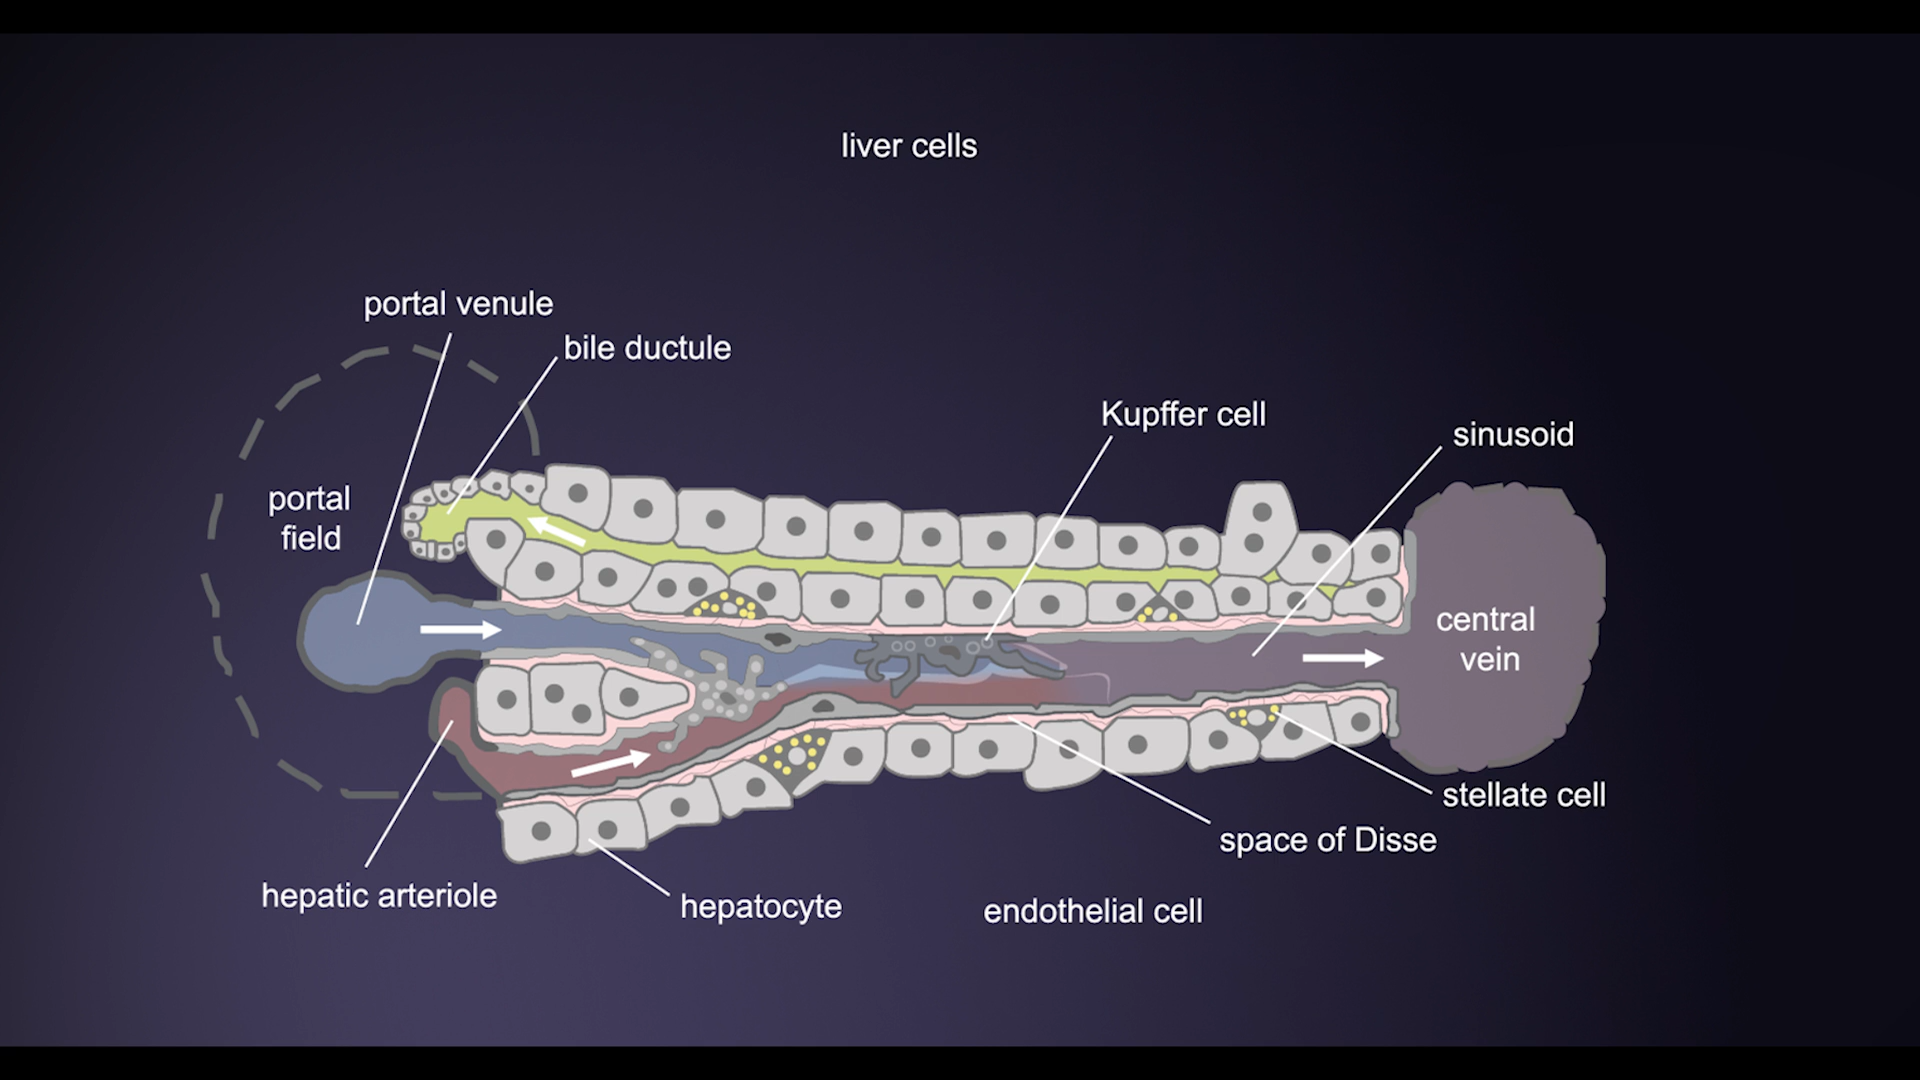 liver cells
portal venule
bile ductule
Kupffer cell
sinusoid
portal
field
central
vein
stellate cell
space of Disse
hepatic arteriole
hepatocyte
endothelial cell